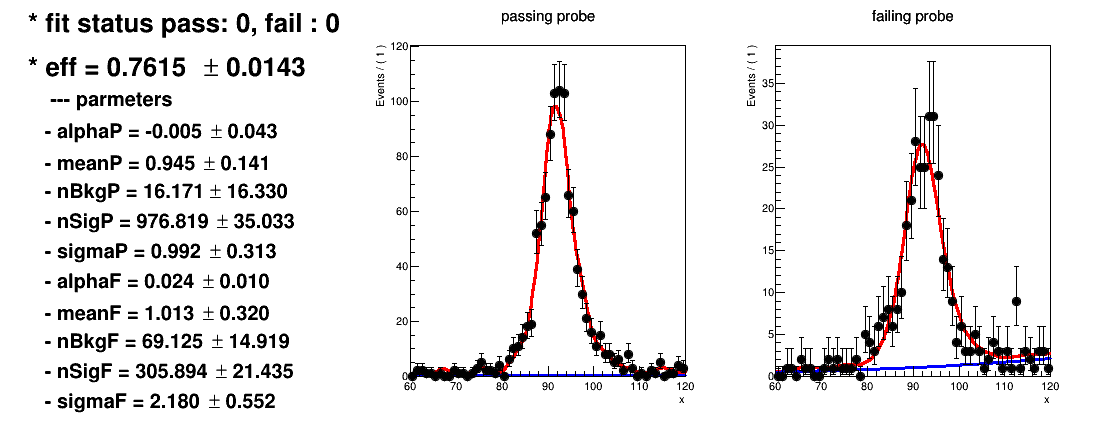 * fit status pass: 0, fail : 0
* eff = 0.7615 ± 0.0143
--- parmeters
- alphaP = -0.005 ± 0.043
- meanP = 0.945 ± 0.141
- nBkgP = 16.171 ± 16.330
- nSigP = 976.819 ± 35.033
- sigmaP = 0.992 ± 0.313
- alphaF = 0.024 ± 0.010
- meanF = 1.013 ± 0.320
- nBkgF = 69.125 ± 14.919
- nSigF = 305.894 ± 21.435
- sigmaF = 2.180 ± 0.552
passing probe
Events / ( 1 )
120
100
80
60
40
20
0
60 70 80 90 100 110 120
x
failing probe
Events / ( 1 )
35
30
25
20
15
10
5
0
60 70 80 90 100 110 120
x